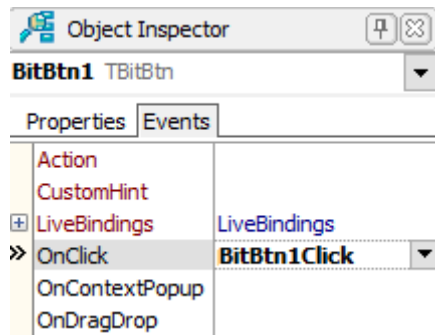 Object Inspector
BitBtn1 TBitBtn
Properties Events
Action
CustomHint
LiveBindings LiveBindings
OnClick BitBtn1Click
OnContextPopup
OnDragDrop